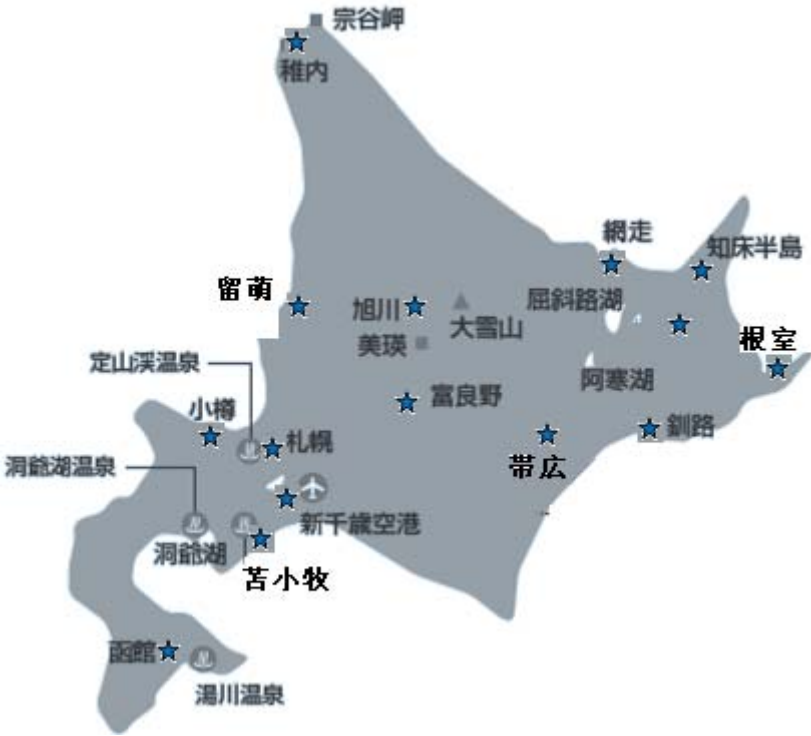 宗谷岬
稚内
網走
知床半島
留萌
旭川
大雪山
屈斜路湖
美瑛
根室
定山渓温泉
阿寒湖
小樽
富良野
札幌
釧路
洞爺湖温泉
帯広
新千歳空港
洞爺湖
苫小牧
函館
湯川温泉